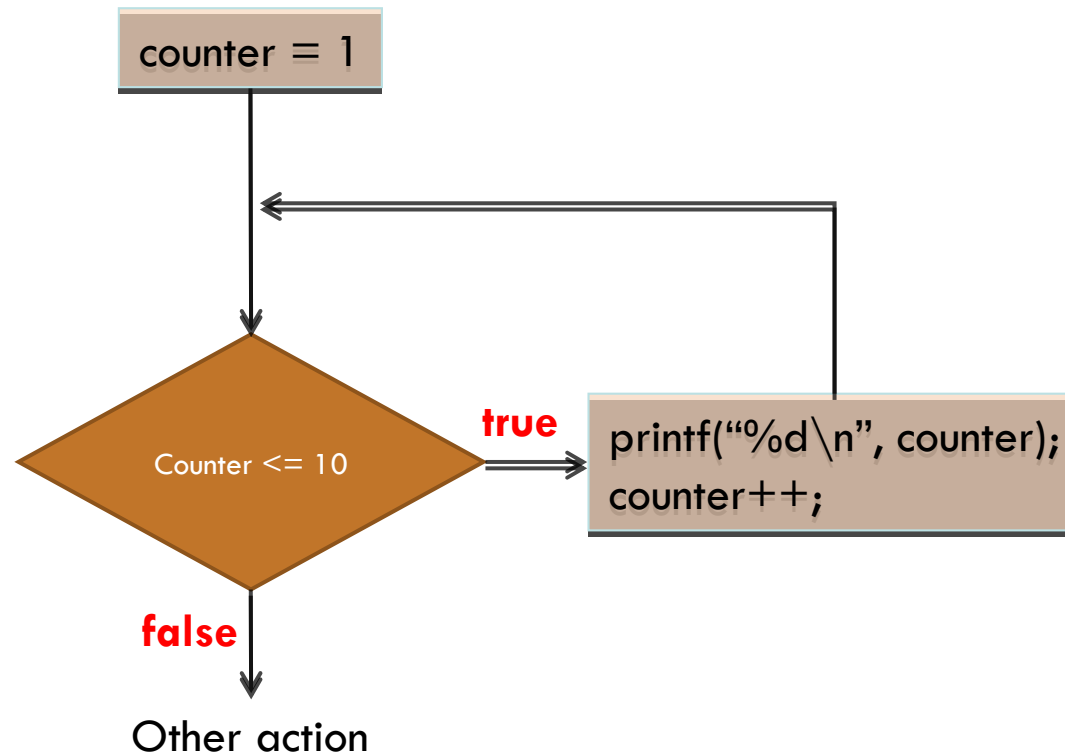 counter = 1
Counter <= 10
true
printf(“%d\n”, counter);
counter++;
false
Other action